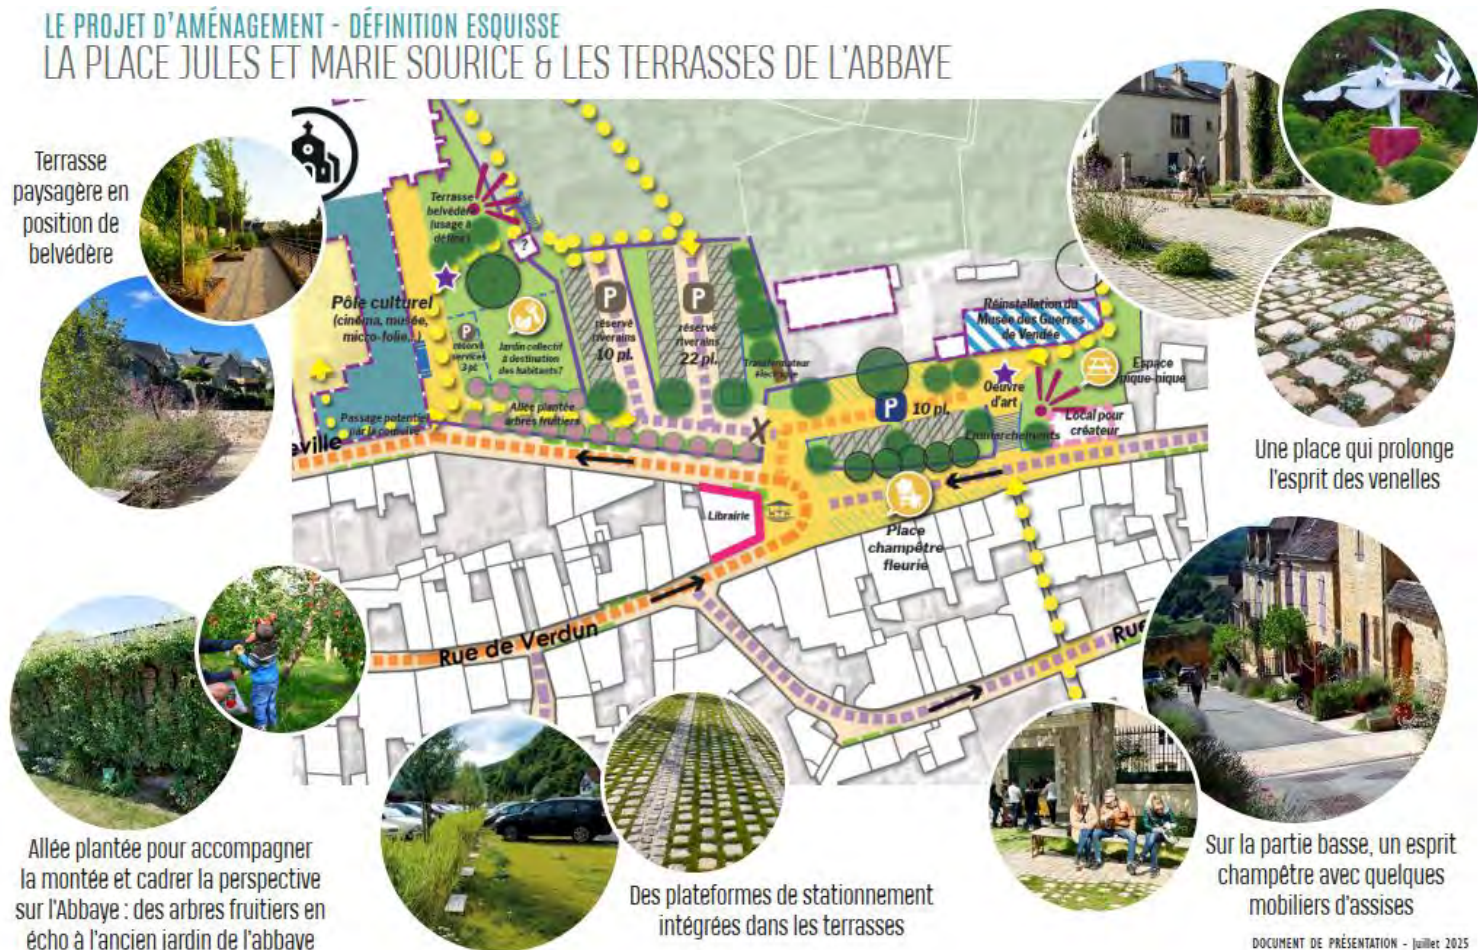 LE PROJET D'AMÉNAGEMENT - DÉFINITION ESQUISSE
LA PLACE JULES ET MARIE SOURICE & LES TERRASSES DE L'ABBAYE
Terrasse
paysagère en
position de
belvédère
Terrasse
belvédère
(usage à
définir)
?
Pôle culturel
(cinéma, musée,
micro-folie...)
P
réservé
services
3 pl.
Jardin collectif
à destination
des habitants?
P
réservé
riverains
10 pl.
P
réservé
riverains
22 pl.
Transformateur
électrique
Réinstallation du
Musée des Guerres
de Vendée
Espace
pique-nique
Oeuvre
d'art
P 10 pl.
Local pour
créateur
Emmarchements
Allée plantée
arbres fruitiers
Passage potentiel
par la
eville
X
Librairie
Place
champêtre
fleurie
Rue de Verdun
Rue
Une place qui prolonge
l'esprit des venelles
Allée plantée pour accompagner
la montée et cadrer la perspective
sur l'Abbaye : des arbres fruitiers en
écho à l'ancien jardin de l'abbaye
Des plateformes de stationnement
intégrées dans les terrasses
Sur la partie basse, un esprit
champêtre avec quelques
mobiliers d'assises
DOCUMENT DE PRÉSENTATION - Juillet 2025